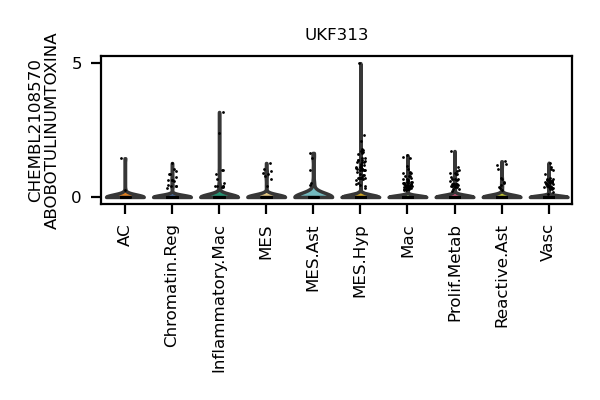 UKF313
CHEMBL2108570
ABOBOTULINUMTOXINA
5
0
AC
Chromatin.Reg
Inflammatory.Mac
MES
MES.Ast
MES.Hyp
Mac
Prolif.Metab
Reactive.Ast
Vasc